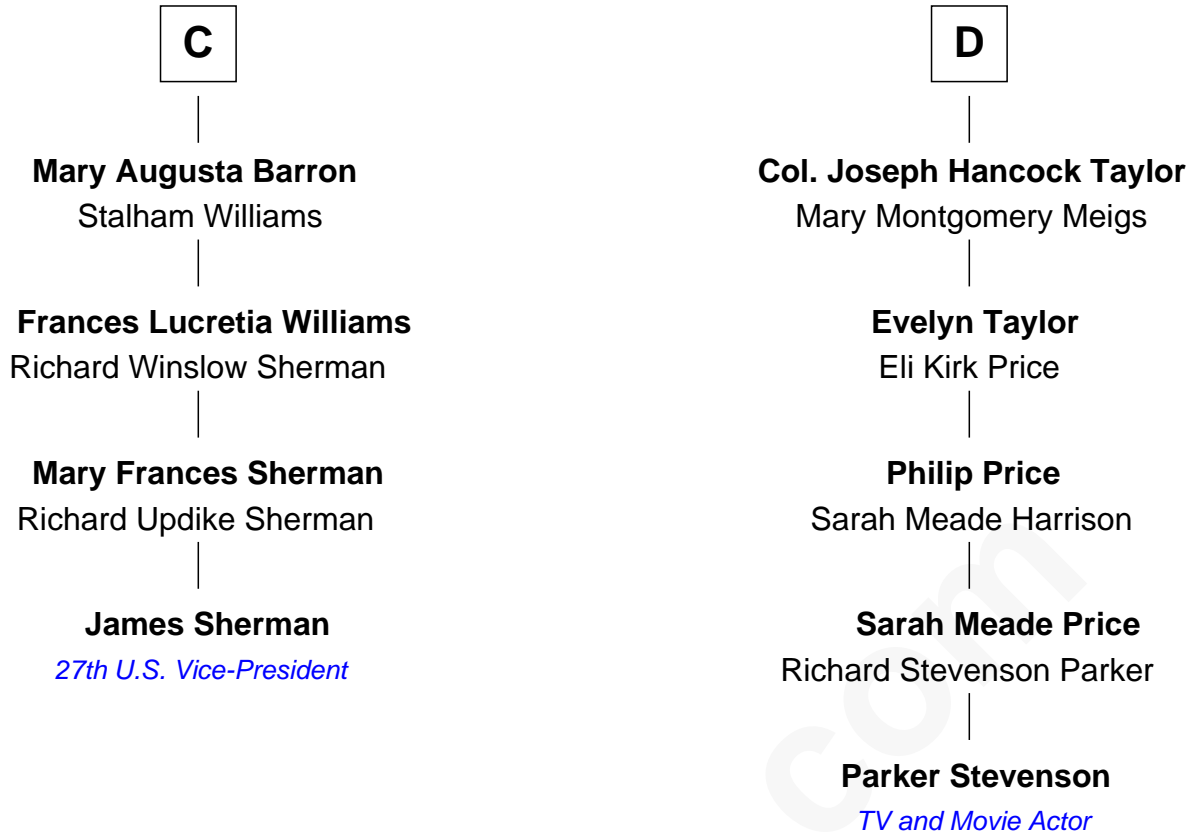 C
Mary Augusta Barron
Stalham Williams
Frances Lucretia Williams
Richard Winslow Sherman
Mary Frances Sherman
Richard Updike Sherman
James Sherman
27th U.S. Vice-President
D
Col. Joseph Hancock Taylor
Mary Montgomery Meigs
Evelyn Taylor
Eli Kirk Price
Philip Price
Sarah Meade Harrison
Sarah Meade Price
Richard Stevenson Parker
Parker Stevenson
TV and Movie Actor
com